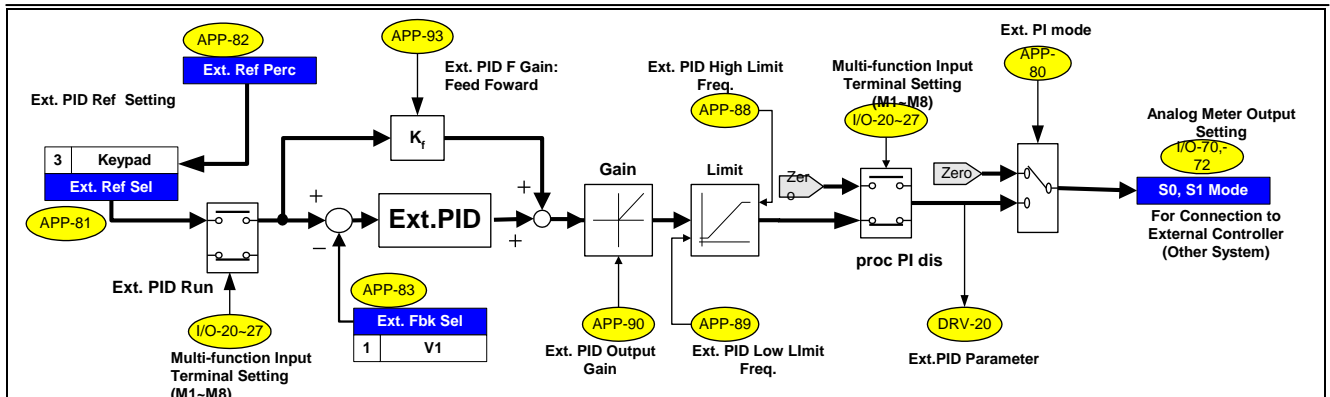 APP-82
Ext. Ref Perc
Ext. PID Ref Setting
3 Keypad
Ext. Ref Sel
APP-81
Ext. PID Run
I/O-20~27
Multi-function Input
Terminal Setting
(M1~M8)
APP-93
Ext. PID F Gain:
Feed Foward
Kf
+
−
Ext.PID
+
+
APP-83
Ext. Fbk Sel
1 V1
Gain
APP-90
Ext. PID Output
Gain
Ext. PID High Limit
Freq.
APP-88
Limit
APP-89
Ext. PID Low LImit
Freq.
Multi-function Input
Terminal Setting
(M1~M8)
I/O-20~27
Zero
proc PI dis
Zero
DRV-20
Ext.PID Parameter
Ext. PI mode
APP-
80
Analog Meter Output
Setting
I/O-70,-
72
S0, S1 Mode
For Connection to
External Controller
(Other System)